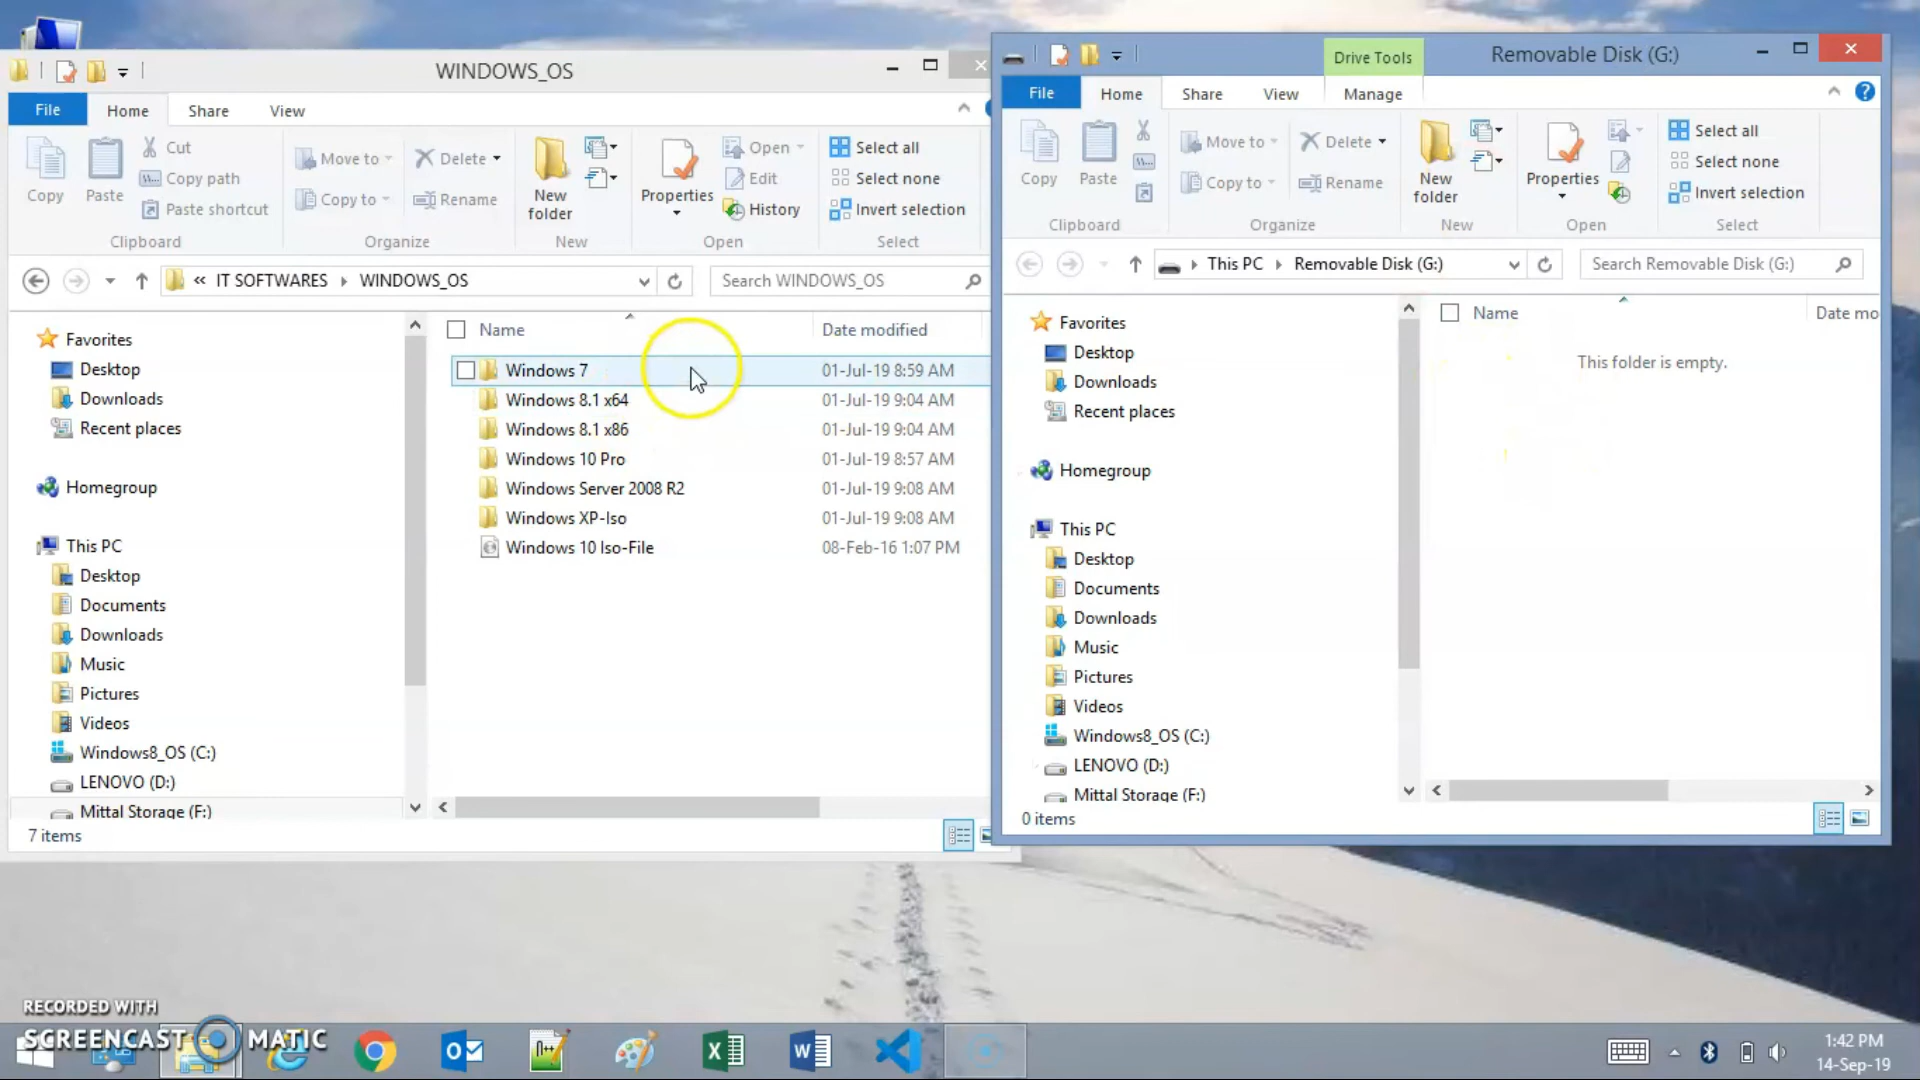 WINDOWS_OS
File Home Share View
Copy
Paste
Cut
Copy path
Paste shortcut
Clipboard
Move to
Copy to
Delete
Rename
Organize
New folder
New
Properties
Open
Edit
History
Open
Select all
Select none
Invert selection
Select
« IT SOFTWARES WINDOWS_OS
Search WINDOWS_OS
Favorites
Desktop
Downloads
Recent places
Homegroup
This PC
Desktop
Documents
Downloads
Music
Pictures
Videos
Windows8_OS (C:)
LENOVO (D:)
Mittal Storage (F:)
Name Date modified
Windows 7 01-Jul-19 8:59 AM
Windows 8.1 x64 01-Jul-19 9:04 AM
Windows 8.1 x86 01-Jul-19 9:04 AM
Windows 10 Pro 01-Jul-19 8:57 AM
Windows Server 2008 R2 01-Jul-19 9:08 AM
Windows XP-Iso 01-Jul-19 9:08 AM
Windows 10 Iso-File 08-Feb-16 1:07 PM
7 items
Drive Tools
Removable Disk (G:)
File Home Share View Manage
Copy
Paste
Clipboard
Move to
Copy to
Delete
Rename
Organize
New folder
New
Properties
Open
Select all
Select none
Invert selection
Select
This PC Removable Disk (G:)
Search Removable Disk (G:)
Favorites
Desktop
Downloads
Recent places
Homegroup
This PC
Desktop
Documents
Downloads
Music
Pictures
Videos
Windows8_OS (C:)
LENOVO (D:)
Mittal Storage (F:)
Name Date mo
This folder is empty.
0 items
RECORDED WITH
SCREENCAST MATIC
1:42 PM
14-Sep-19